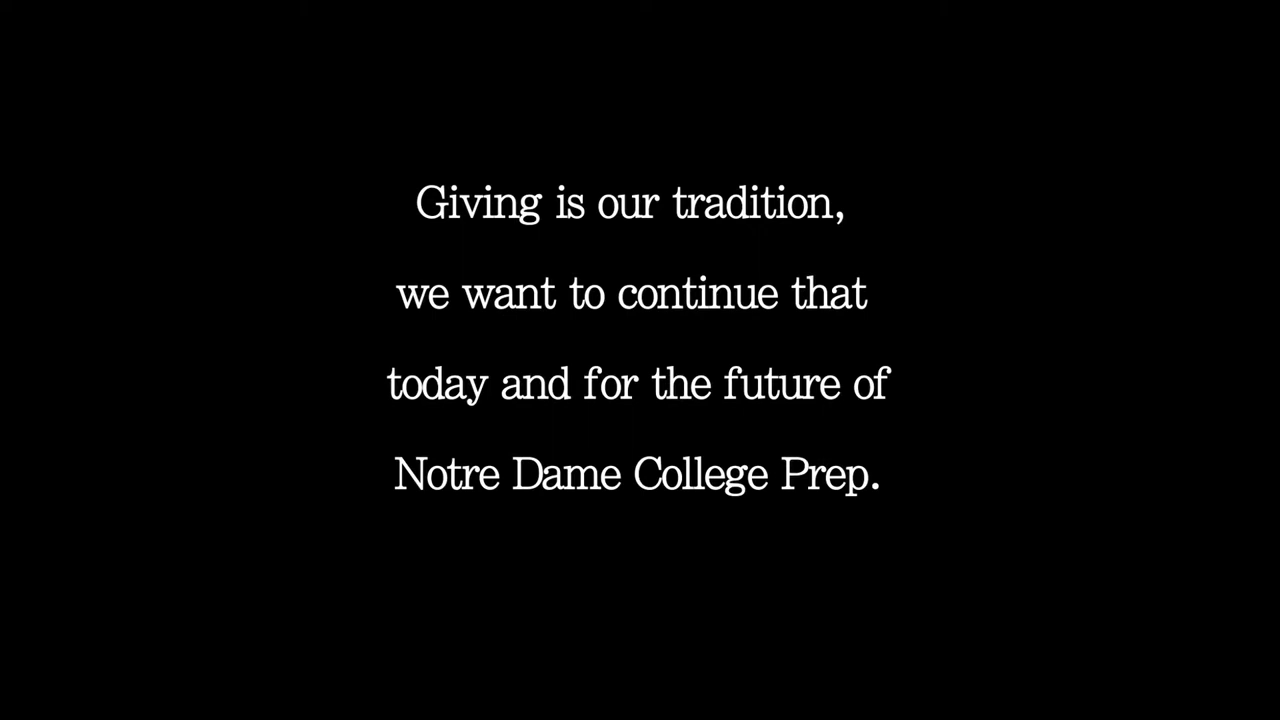 Giving is our tradition,
we want to continue that
today and for the future of
Notre Dame College Prep.